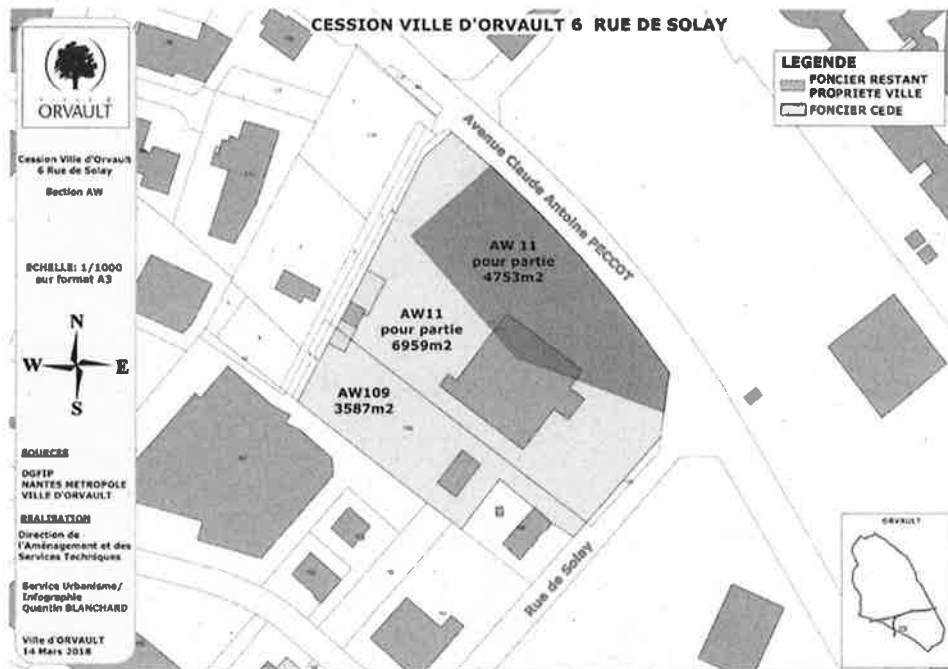 CESSION VILLE D'ORVAULT 6 RUE DE SOLAY
VILLE
ORVAULT
Cession Ville d'Orvault
6 Rue de Solay
Section AW
ECHELLE: 1/1000
sur format A3
N
W
E
S
SOURCES
DGFIP
NANTES METROPOLE
VILLE D'ORVAULT
REALISATION
Direction de
l'Aménagement et des
Services Techniques
Service Urbanisme/
Infographie
Quentin BLANCHARD
Ville d'ORVAULT
14 Mars 2018
LEGENDE
FONCIER RESTANT
PROPRIETE VILLE
FONCIER CEDE
Avenue Claude Antoine PECCOT
AW 11
pour partie
4753m2
AW11
pour partie
6959m2
AW109
3587m2
Rue de Solay
ORVAULT